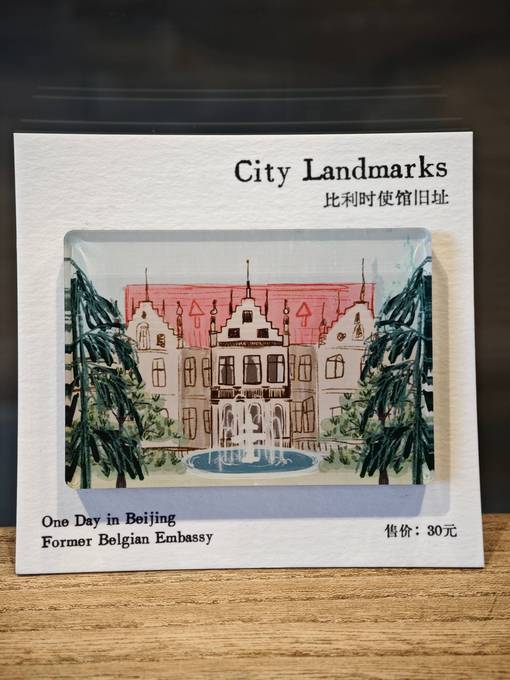 City Landmarks
比利时使馆旧址
One Day in Beijing
Former Belgian Embassy
售价：30元